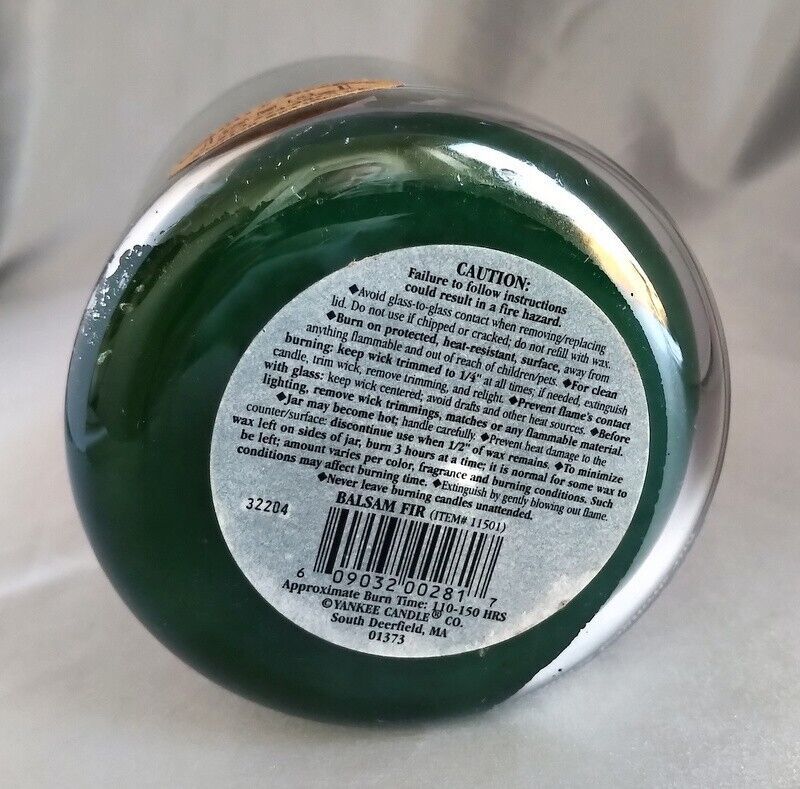 CAUTION:
Failure to follow instructions
could result in a fire hazard.
◆Avoid glass-to-glass contact when removing/replacing
lid. Do not use if chipped or cracked; do not refill with wax.
◆Burn on protected, heat-resistant, surface, away from
anything flammable and out of reach of children/pets. ◆For clean
burning: keep wick trimmed to 1/4" at all times; if needed, extinguish
candle, trim wick, remove trimming, and relight. ◆Prevent flame's contact
with glass: keep wick centered; avoid drafts and other heat sources. ◆Before
lighting, remove wick trimmings, matches or any flammable material.
◆Jar may become hot; handle carefully. ◆Prevent heat damage to the
counter/surface: discontinue use when 1/2" of wax remains. ◆To minimize
wax left on sides of jar, burn 3 hours at a time; it is normal for some wax to
be left; amount varies per color, fragrance and burning conditions. Such
conditions may affect burning time. ◆Extinguish by gently blowing out flame.
◆Never leave burning candles unattended.
BALSAM FIR (ITEM# 11501)
32204
6 09032 00281 7
Approximate Burn Time: 110-150 HRS
©YANKEE CANDLE® CO.
South Deerfield, MA
01373